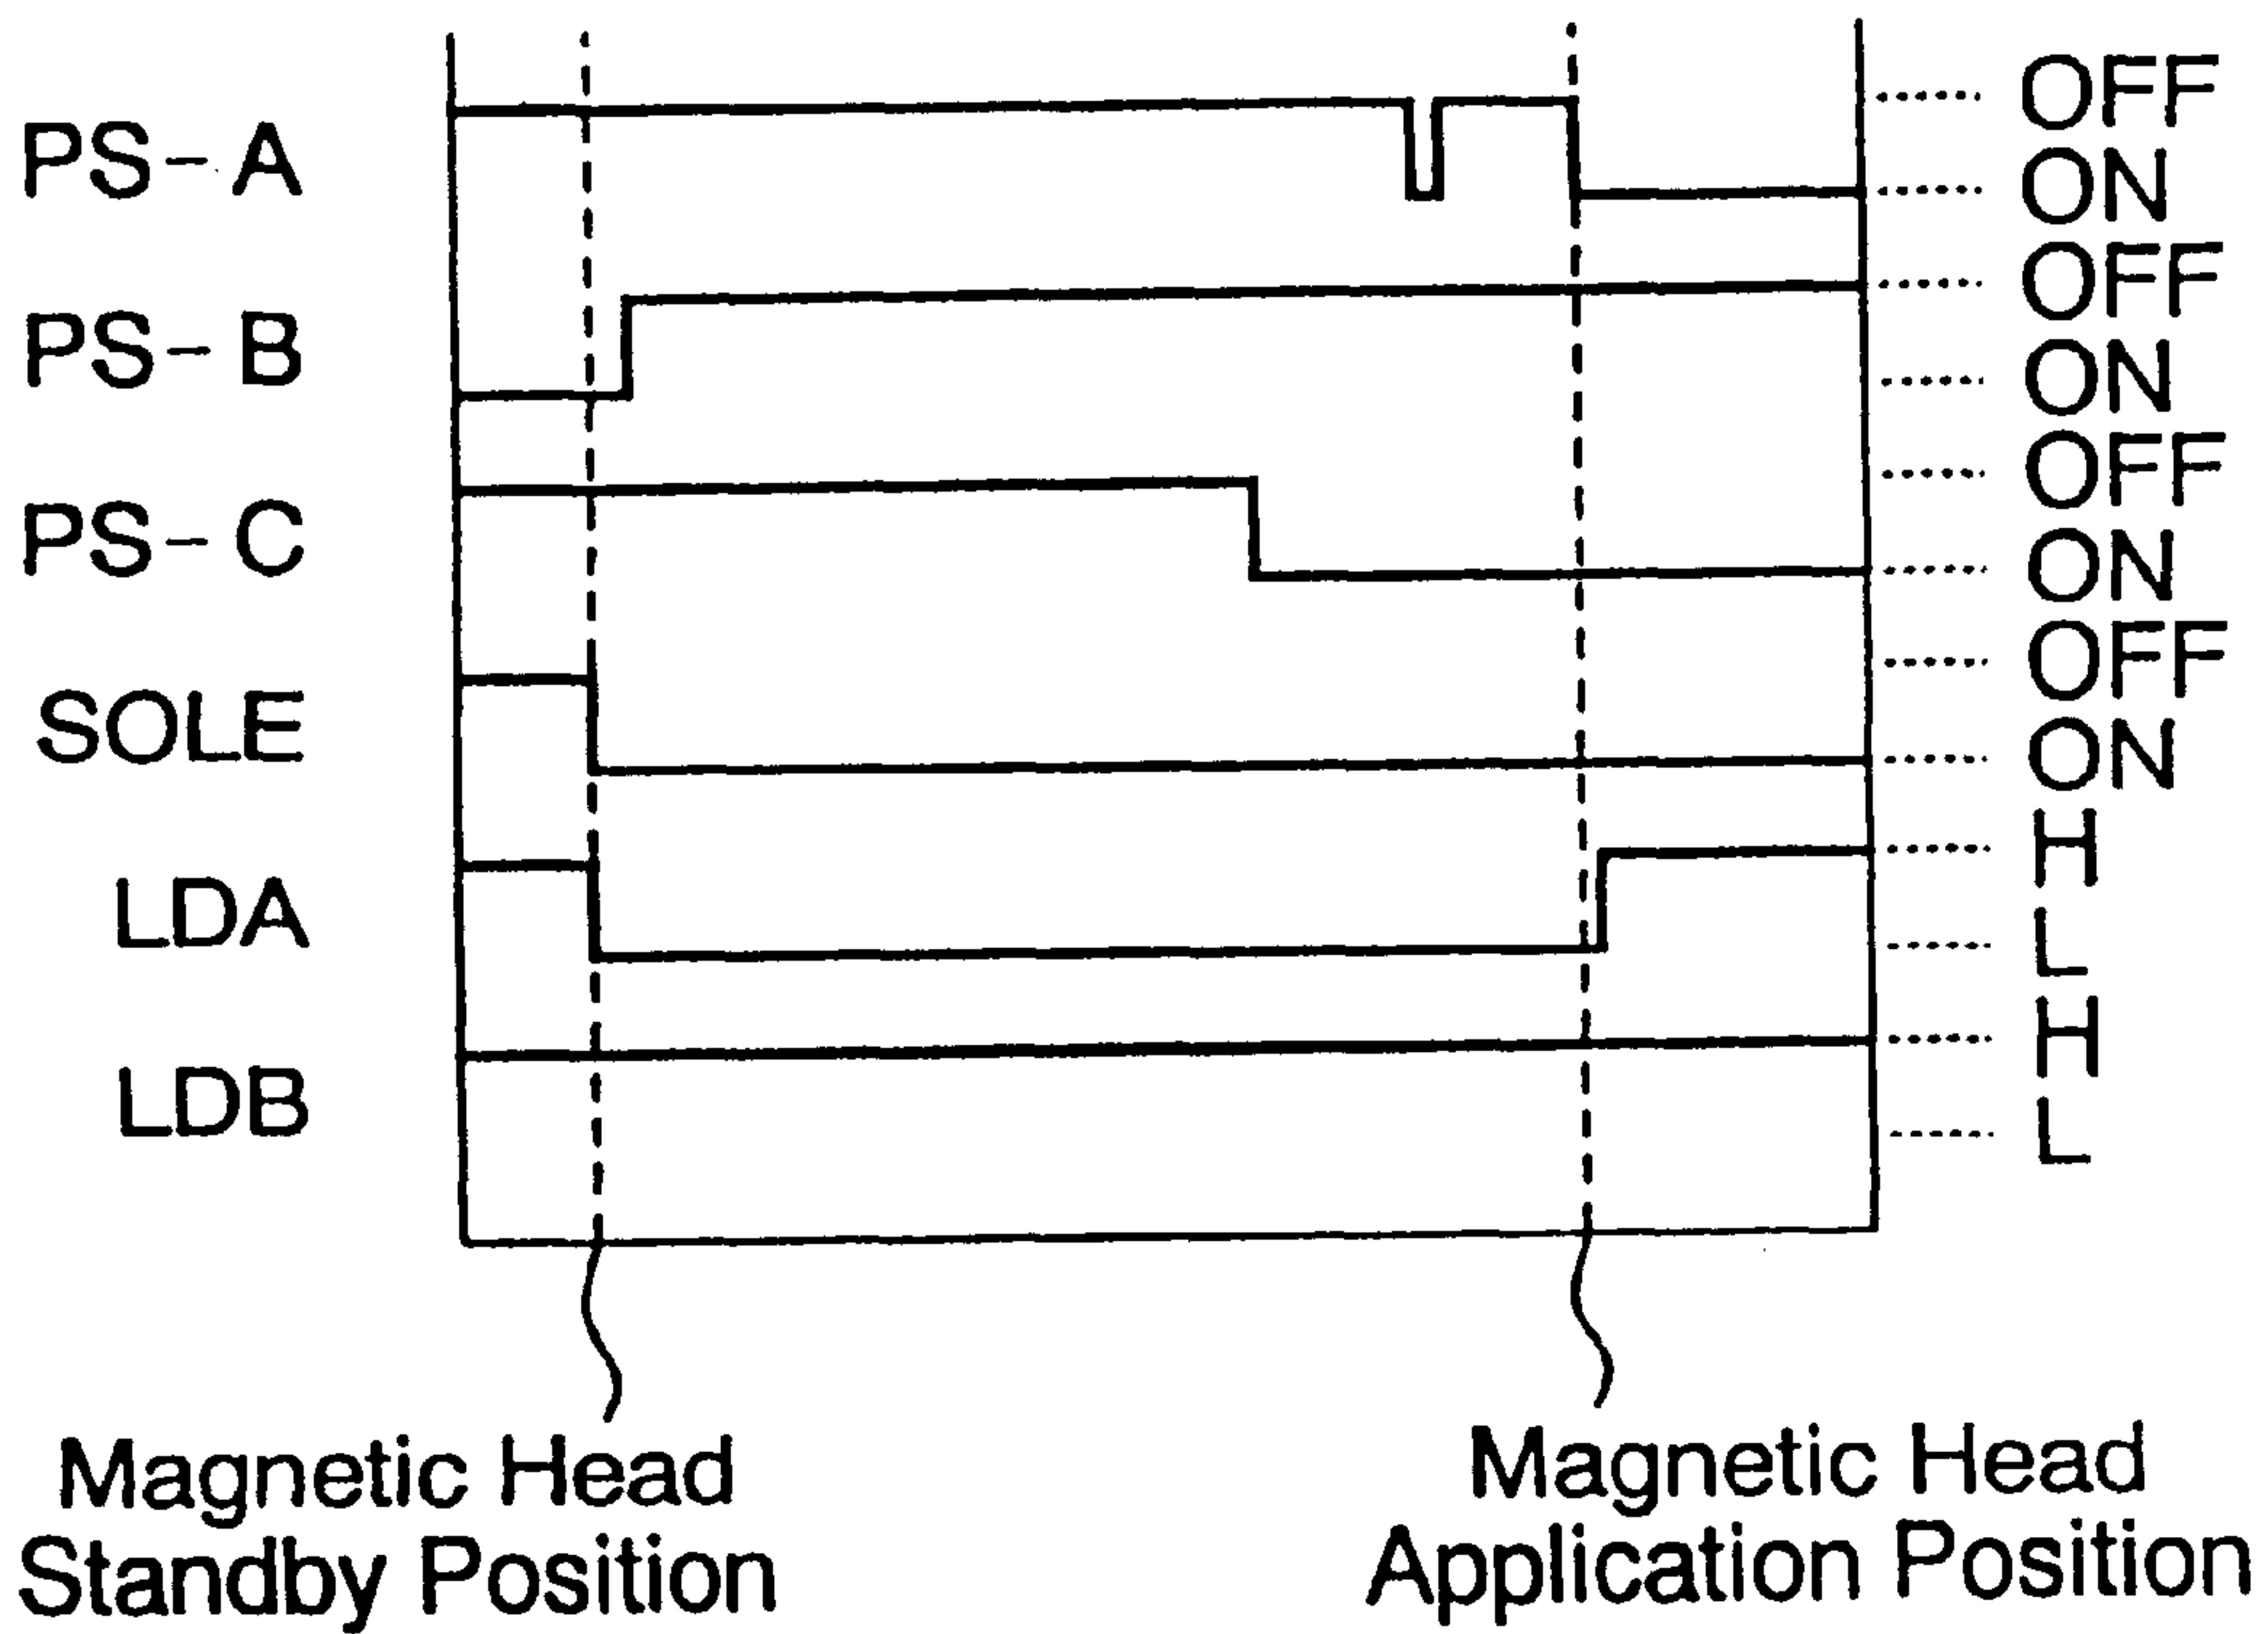 OFF
PS-A
ON
OFF
PS-B
ON
OFF
PS-C
ON
OFF
SOLE
ON
H
LDA
L
H
LDB
L
Magnetic Head
Standby Position
Magnetic Head
Application Position